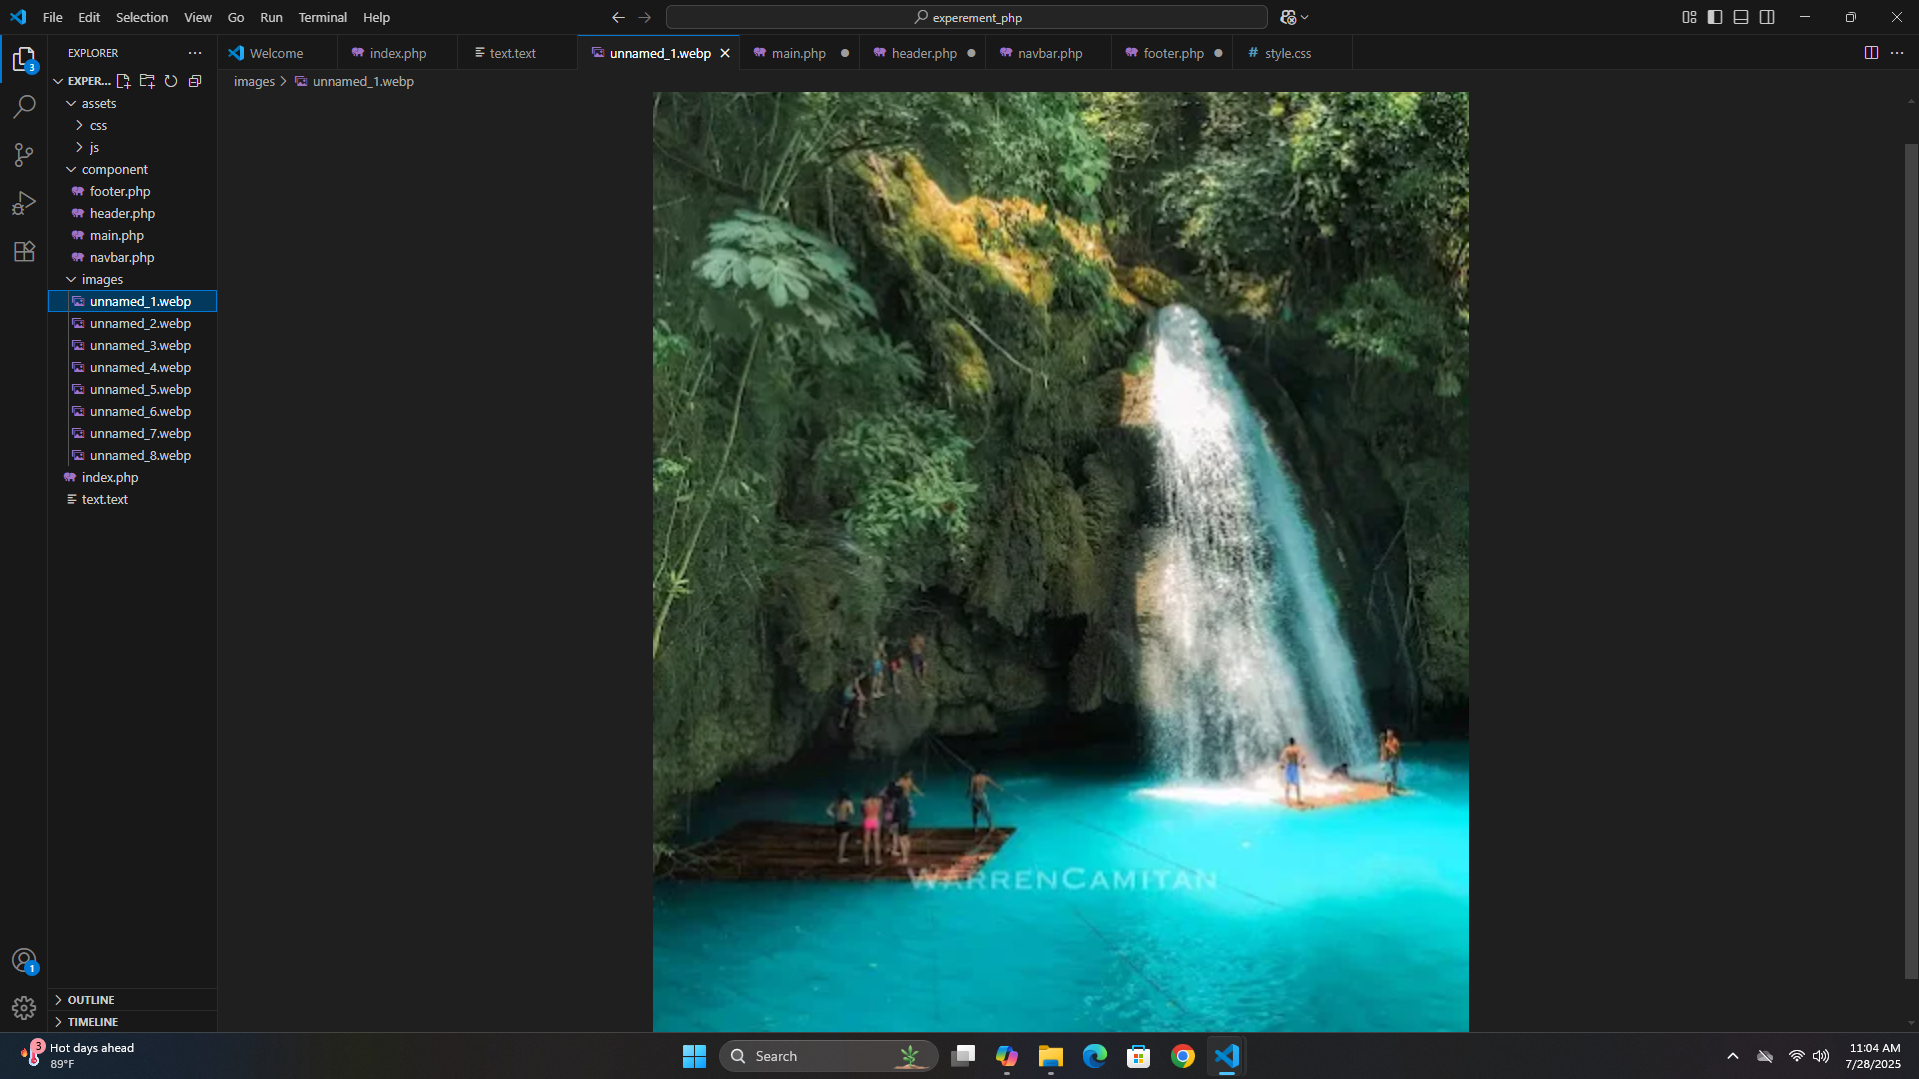 File Edit Selection View Go Run Terminal Help
experement_php
EXPLORER
Welcome
index.php
text.text
unnamed_1.webp
main.php
header.php
navbar.php
footer.php
# style.css
images > unnamed_1.webp
EXPER...
assets
css
js
component
footer.php
header.php
main.php
navbar.php
images
unnamed_1.webp
unnamed_2.webp
unnamed_3.webp
unnamed_4.webp
unnamed_5.webp
unnamed_6.webp
unnamed_7.webp
unnamed_8.webp
index.php
text.text
WARRENCAMITAN
3
1
OUTLINE
TIMELINE
3
Hot days ahead
89°F
Search
11:04 AM
7/28/2025